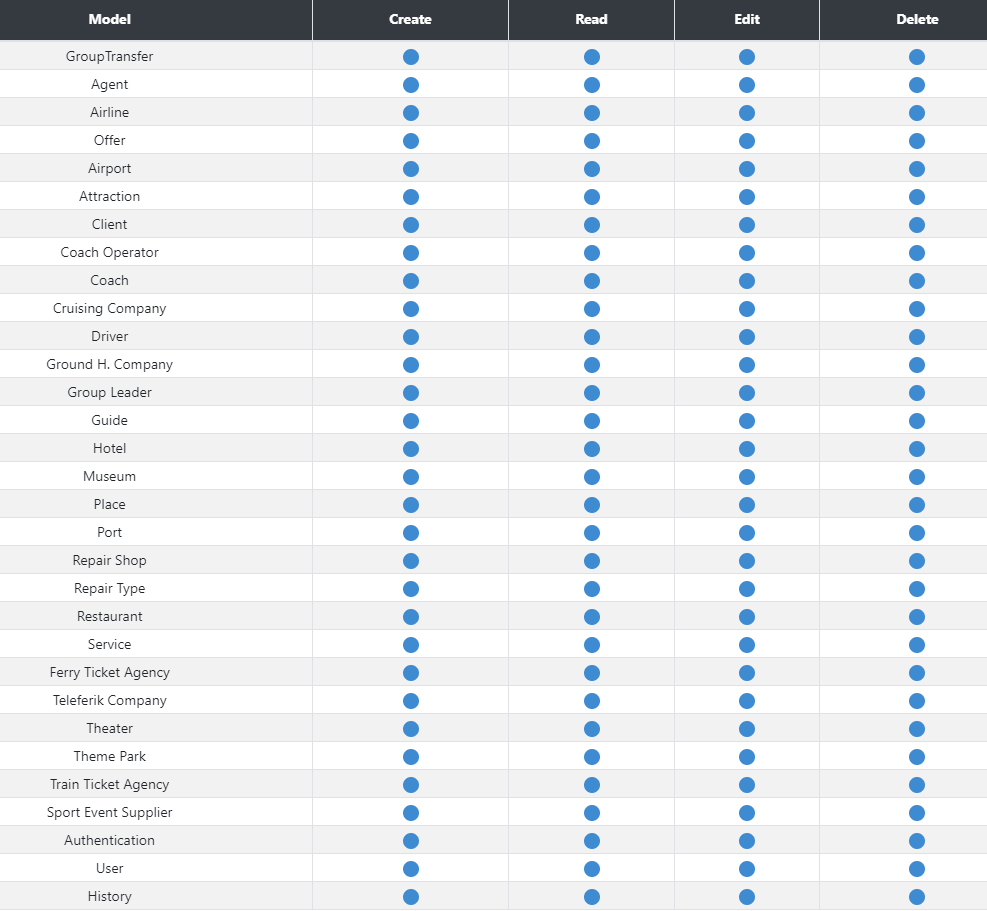 Model Create Read Edit Delete
GroupTransfer
Agent
Airline
Offer
Airport
Attraction
Client
Coach Operator
Coach
Cruising Company
Driver
Ground H. Company
Group Leader
Guide
Hotel
Museum
Place
Port
Repair Shop
Repair Type
Restaurant
Service
Ferry Ticket Agency
Teleferik Company
Theater
Theme Park
Train Ticket Agency
Sport Event Supplier
Authentication
User
History